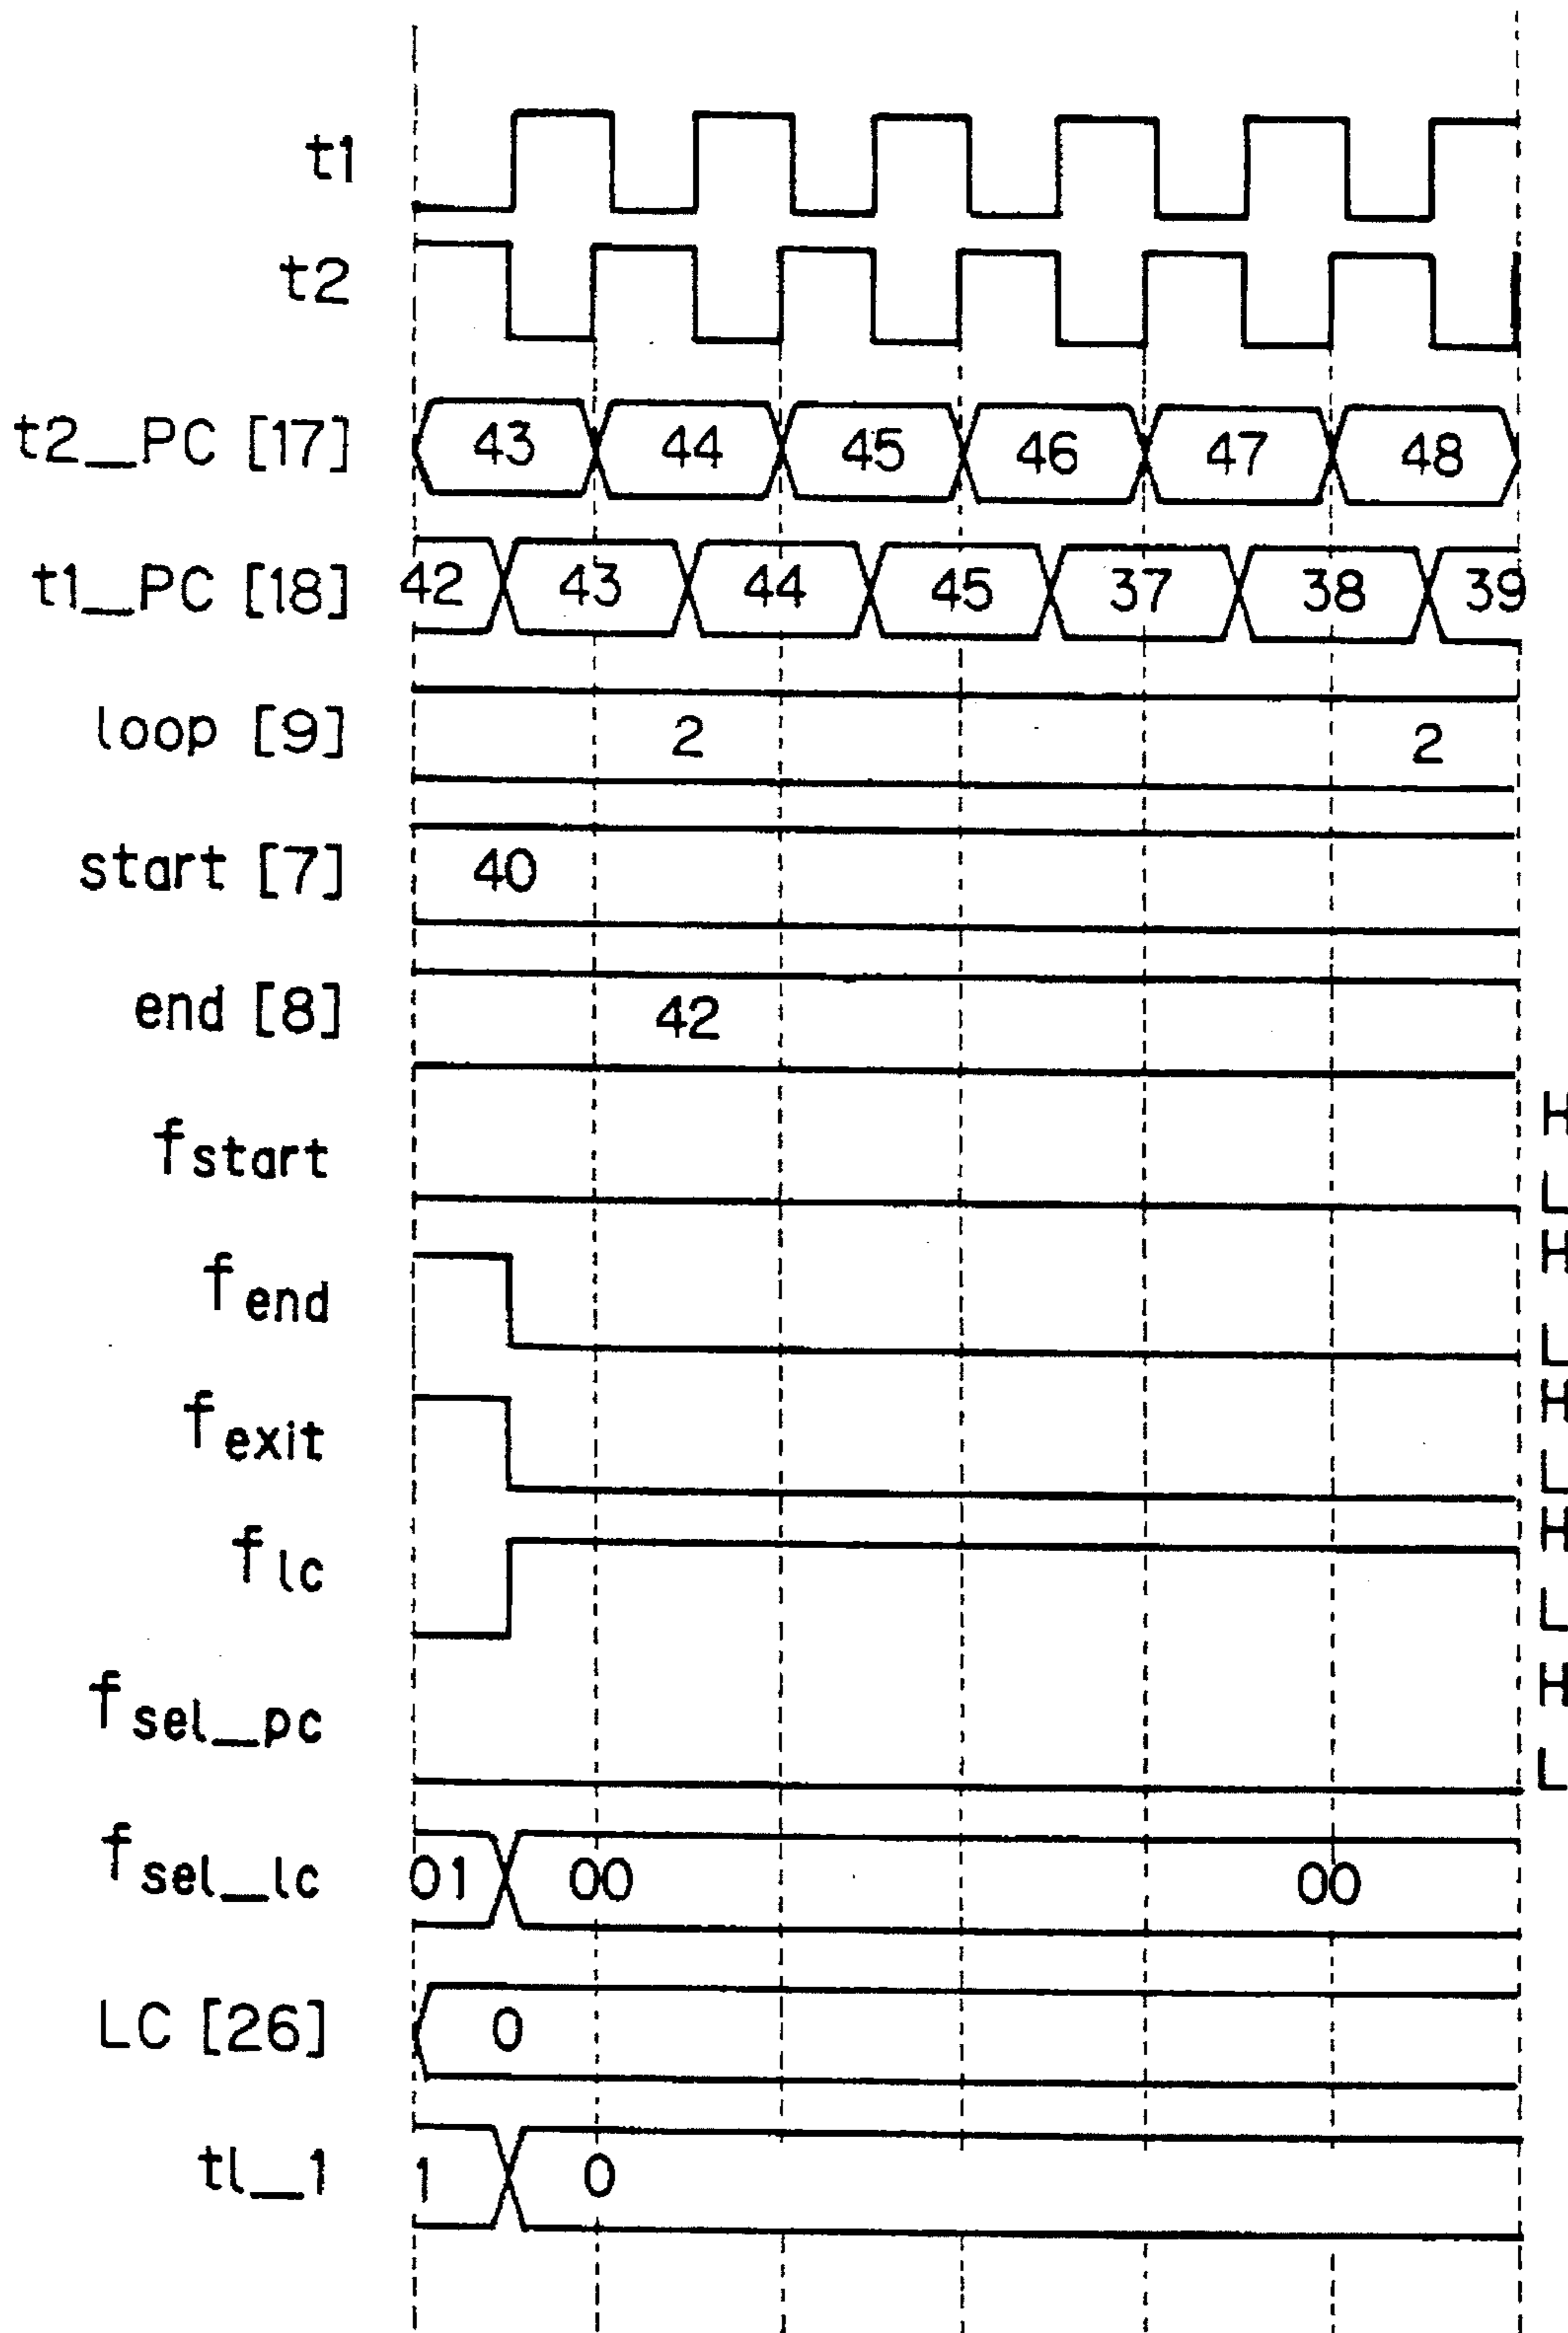 t1
t2
t2_PC [17] 43 44 45 46 47 48
t1_PC [18] 42 43 44 45 37 38 39
loop [9] 2 2
start [7] 40
end [8] 42
fstart H
L
fend H
L
fexit H
L
flc H
L
fsel_pc H
L
fsel_lc 01 00 00
LC [26] 0
tl_1 1 0